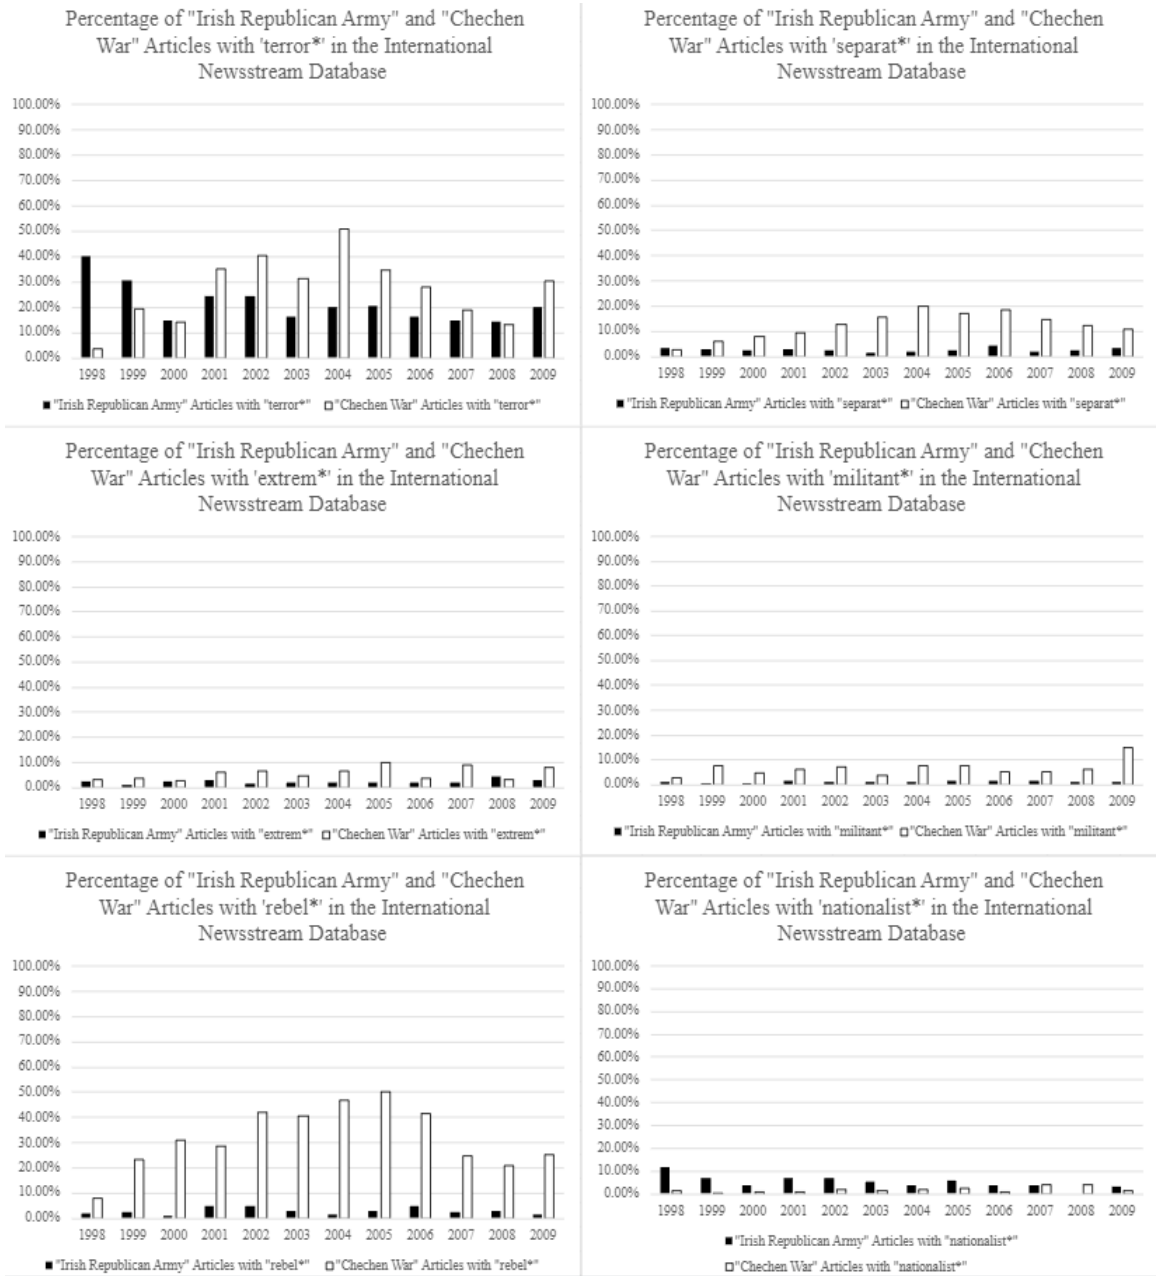 Percentage of "Irish Republican Army" and "Chechen
War" Articles with 'terror*' in the International
Newsstream Database
100.00%
90.00%
80.00%
70.00%
60.00%
50.00%
40.00%
30.00%
20.00%
10.00%
0.00%
1998 1999 2000 2001 2002 2003 2004 2005 2006 2007 2008 2009
"Irish Republican Army" Articles with "terror*" "Chechen War" Articles with "terror*"
Percentage of "Irish Republican Army" and "Chechen
War" Articles with 'separat*' in the International
Newsstream Database
100.00%
90.00%
80.00%
70.00%
60.00%
50.00%
40.00%
30.00%
20.00%
10.00%
0.00%
1998 1999 2000 2001 2002 2003 2004 2005 2006 2007 2008 2009
"Irish Republican Army" Articles with "separat*" "Chechen War" Articles with "separat*"
Percentage of "Irish Republican Army" and "Chechen
War" Articles with 'extrem*' in the International
Newsstream Database
100.00%
90.00%
80.00%
70.00%
60.00%
50.00%
40.00%
30.00%
20.00%
10.00%
0.00%
1998 1999 2000 2001 2002 2003 2004 2005 2006 2007 2008 2009
"Irish Republican Army" Articles with "extrem*" "Chechen War" Articles with "extrem*"
Percentage of "Irish Republican Army" and "Chechen
War" Articles with 'militant*' in the International
Newsstream Database
100.00%
90.00%
80.00%
70.00%
60.00%
50.00%
40.00%
30.00%
20.00%
10.00%
0.00%
1998 1999 2000 2001 2002 2003 2004 2005 2006 2007 2008 2009
"Irish Republican Army" Articles with "militant*" "Chechen War" Articles with "militant*"
Percentage of "Irish Republican Army" and "Chechen
War" Articles with 'rebel*' in the International
Newsstream Database
100.00%
90.00%
80.00%
70.00%
60.00%
50.00%
40.00%
30.00%
20.00%
10.00%
0.00%
1998 1999 2000 2001 2002 2003 2004 2005 2006 2007 2008 2009
"Irish Republican Army" Articles with "rebel*" "Chechen War" Articles with "rebel*"
Percentage of "Irish Republican Army" and "Chechen
War" Articles with 'nationalist*' in the International
Newsstream Database
100.00%
90.00%
80.00%
70.00%
60.00%
50.00%
40.00%
30.00%
20.00%
10.00%
0.00%
1998 1999 2000 2001 2002 2003 2004 2005 2006 2007 2008 2009
"Irish Republican Army" Articles with "nationalist*"
"Chechen War" Articles with "nationalist*"